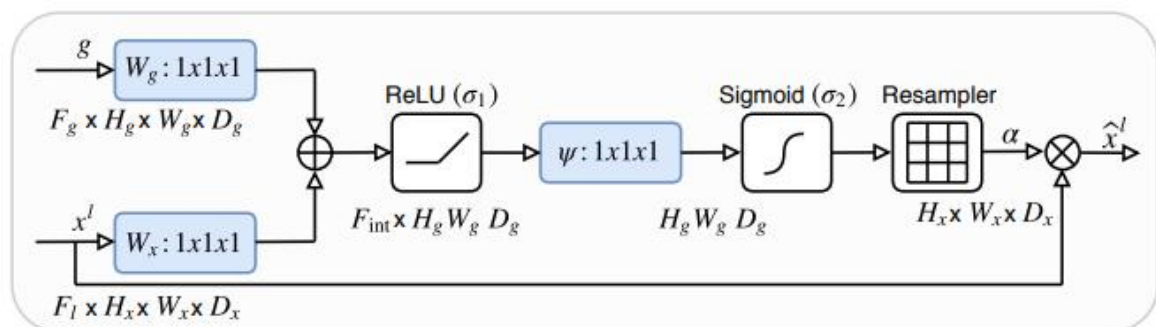 g
W_g : 1x1x1
F_g x H_g x W_g x D_g
x^l
W_x : 1x1x1
F_l x H_x x W_x x D_x
ReLU (σ_1)
F_int x H_g W_g D_g
ψ : 1x1x1
Sigmoid (σ_2)
H_g W_g D_g
Resampler
α
H_x x W_x x D_x
x̂^l